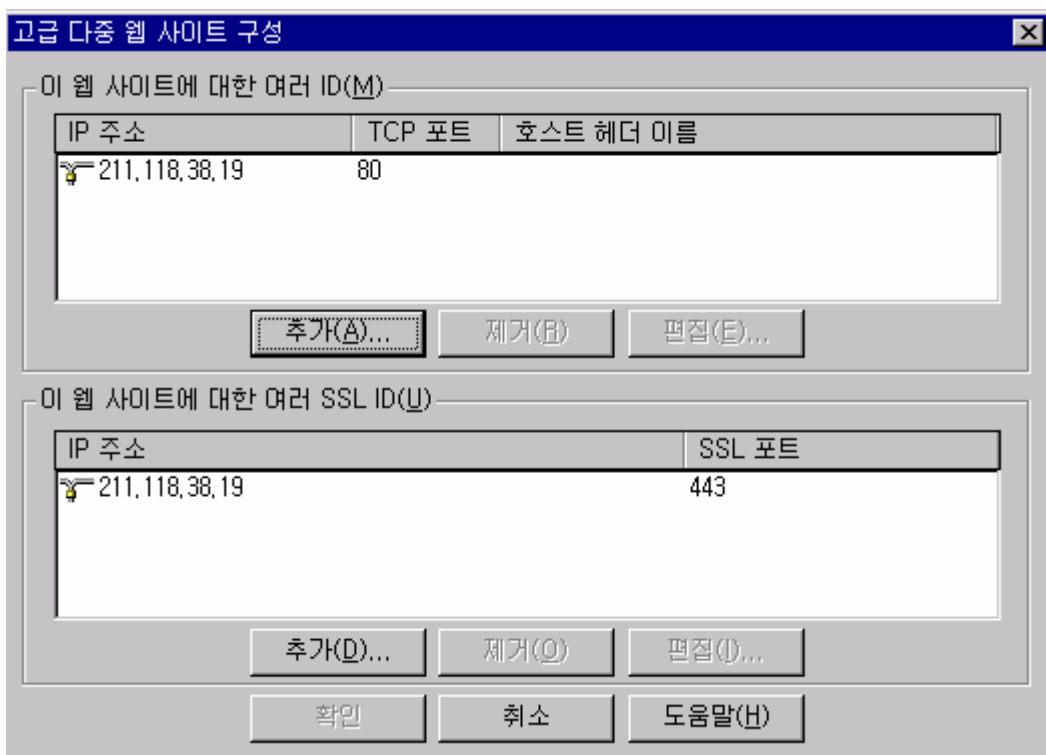 고급 다중 웹 사이트 구성
이 웹 사이트에 대한 여러 ID(M)
IP 주소 TCP 포트 호스트 헤더 이름
211,118,38,19 80
추가(A)... 제거(R) 편집(E)...
이 웹 사이트에 대한 여러 SSL ID(U)
IP 주소 SSL 포트
211,118,38,19 443
추가(D)... 제거(O) 편집(I)...
확인 취소 도움말(H)